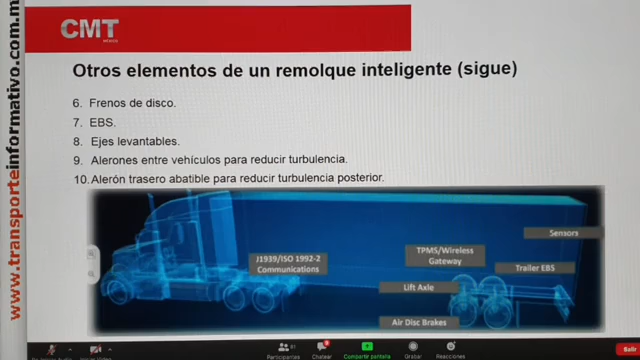 CMT
MÉXICO
Otros elementos de un remolque inteligente (sigue)
6. Frenos de disco.
7. EBS.
8. Ejes levantables.
9. Alerones entre vehículos para reducir turbulencia.
10. Alerón trasero abatible para reducir turbulencia posterior.
www.transporteinformativo.com.m
Sensors
J1939/ISO 1992-2
Communications
TPMS/Wireless
Gateway
Trailer EBS
Lift Axle
Air Disc Brakes
Participantes
Chatear
Compartir pantalla
Grabar
Reacciones
Salir